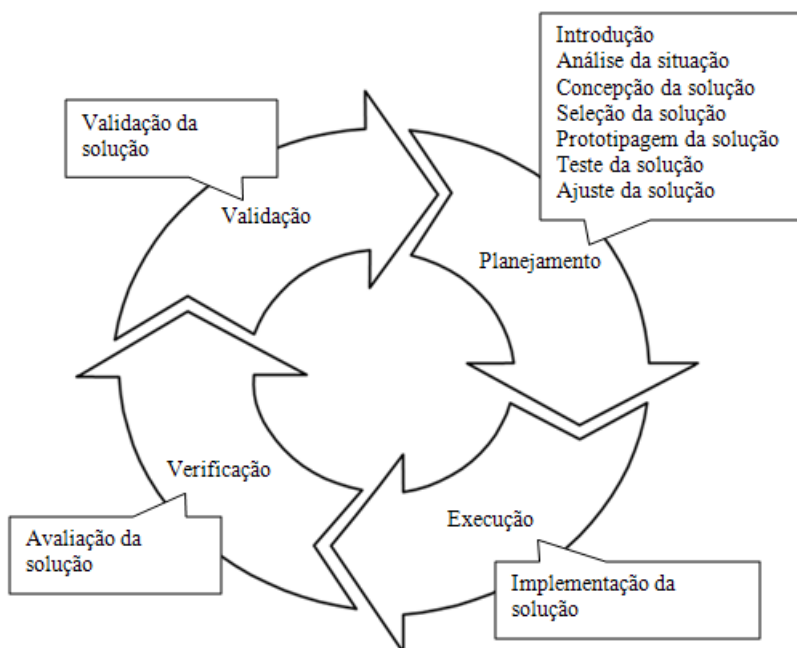 Introdução
Análise da situação
Concepção da solução
Seleção da solução
Prototipagem da solução
Teste da solução
Ajuste da solução
Validação da
solução
Validação
Planejamento
Verificação
Execução
Avaliação da
solução
Implementação da
solução